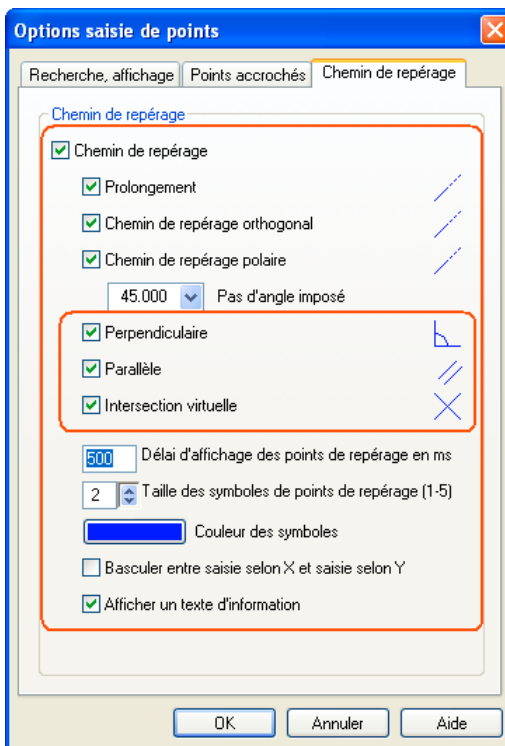 Options saisie de points
Recherche, affichage Points accrochés Chemin de repérage
Chemin de repérage
Chemin de repérage
Prolongement
Chemin de repérage orthogonal
Chemin de repérage polaire
45.000 Pas d'angle imposé
Perpendiculaire
Parallèle
Intersection virtuelle
500 Délai d'affichage des points de repérage en ms
2 Taille des symboles de points de repérage (1-5)
Couleur des symboles
Basculer entre saisie selon X et saisie selon Y
Afficher un texte d'information
OK Annuler Aide